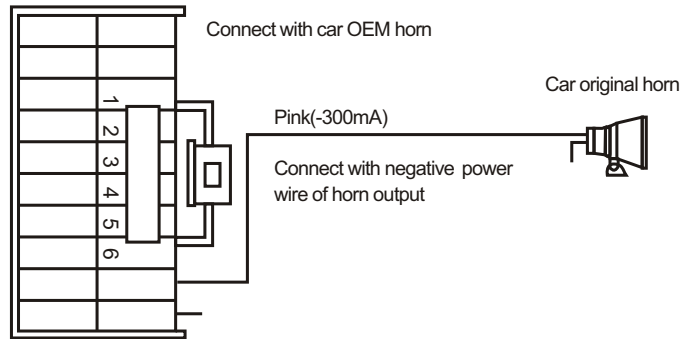 Connect with car OEM horn
Car original horn
Pink(-300mA)
Connect with negative power
wire of horn output
1
2
3
4
5
6